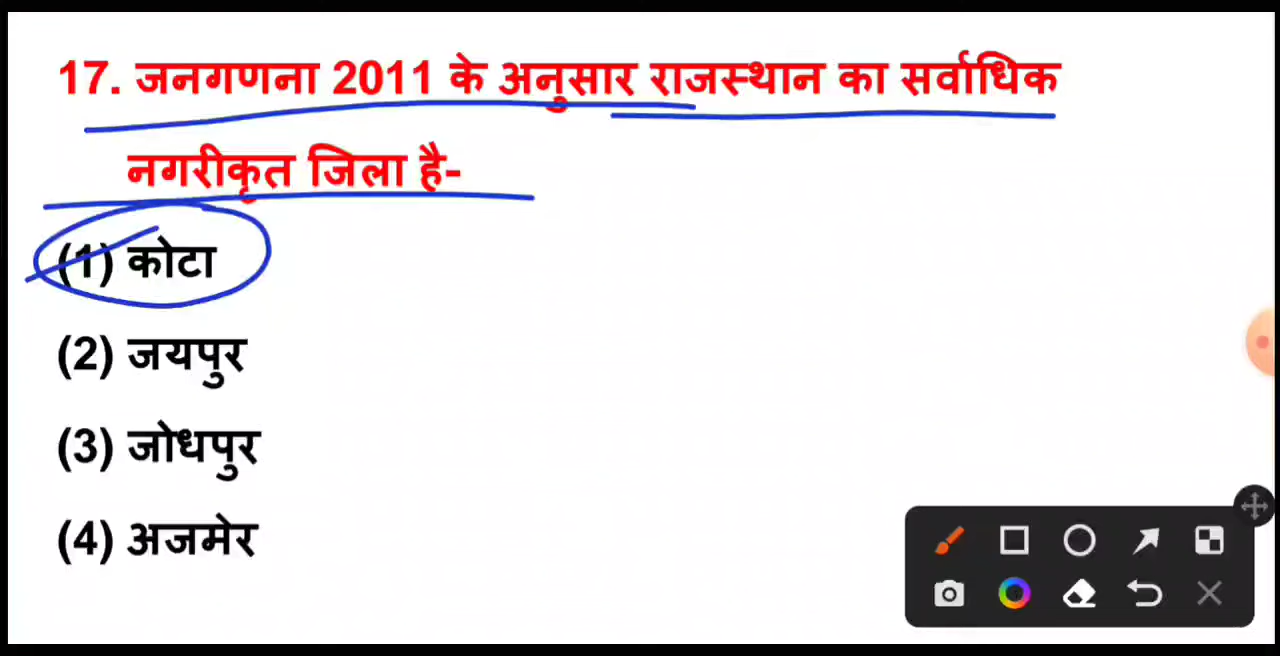 17. जनगणना 2011 के अनुसार राजस्थान का सर्वाधिक
नगरीकृत जिला है-
(1) कोटा
(2) जयपुर
(3) जोधपुर
(4) अजमेर